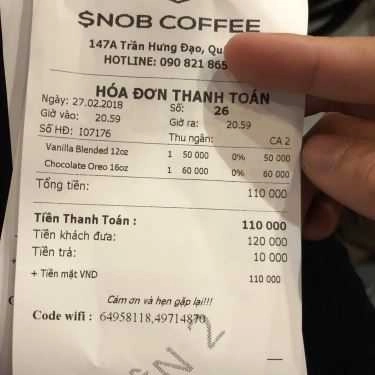 $NOB COFFEE
147A Trần Hưng Đạo,
HOTLINE: 090 821 865
HÓA ĐƠN THANH TOÁN
Ngày: 27.02.2018 Số: 26
Giờ vào: 20.59 Giờ ra: 20.59
Số HĐ: I07176 Thu ngân: CA 2
Vanilla Blended 12oz 1 50 000 0% 50 000
Chocolate Oreo 16oz 1 60 000 0% 60 000
Tổng tiền: 110 000
Tiền Thanh Toán : 110 000
Tiền khách đưa: 120 000
Tiền trả: 10 000
+ Tiền mặt VND 110 000
Cám ơn và hẹn gặp lại!!!
Code wifi : 64958118,49714870